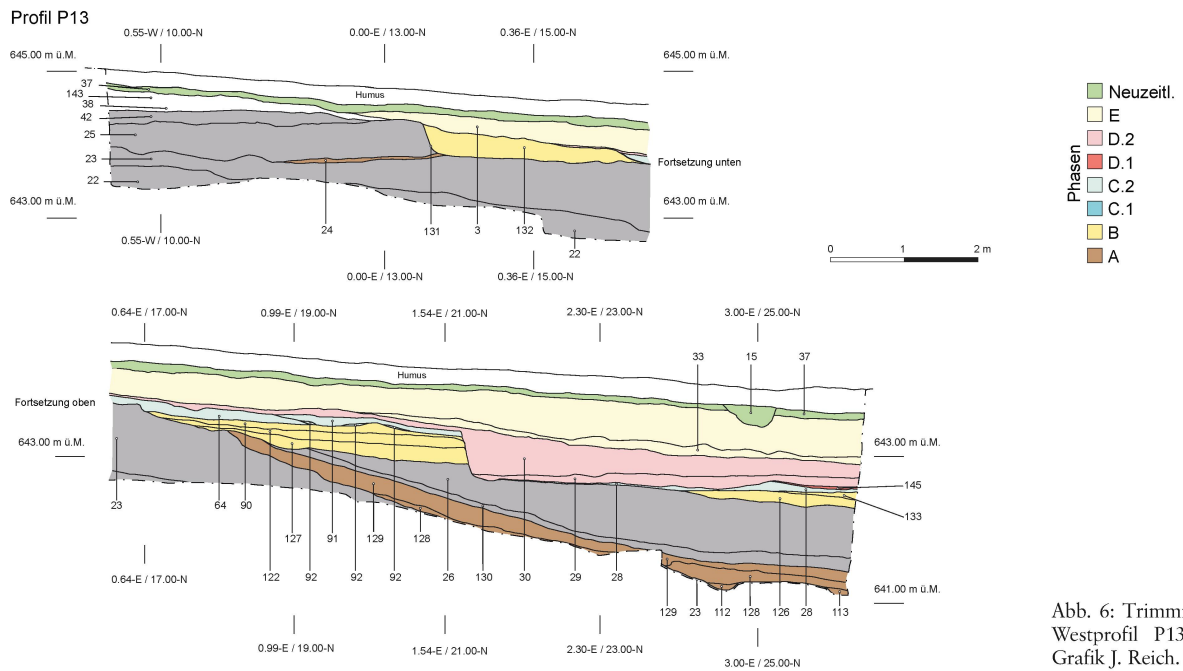 Profil P13
0.55-W / 10.00-N
0.00-E / 13.00-N
0.36-E / 15.00-N
645.00 m ü.M.
645.00 m ü.M.
37
143
38
42
25
23
22
Humus
Fortsetzung unten
643.00 m ü.M.
643.00 m ü.M.
24
131
3
132
22
0.55-W / 10.00-N
0.00-E / 13.00-N
0.36-E / 15.00-N
Phasen
Neuzeitl.
E
D.2
D.1
C.2
C.1
B
A
0
1
2 m
0.64-E / 17.00-N
0.99-E / 19.00-N
1.54-E / 21.00-N
2.30-E / 23.00-N
3.00-E / 25.00-N
33
15
37
Humus
Fortsetzung oben
643.00 m ü.M.
643.00 m ü.M.
145
133
23
64
90
127
91
129
128
122
92
92
92
26
130
30
29
28
129
23
112
128
126
28
113
641.00 m ü.M.
0.64-E / 17.00-N
0.99-E / 19.00-N
1.54-E / 21.00-N
2.30-E / 23.00-N
3.00-E / 25.00-N
Abb. 6: Trimm
Westprofil P13
Grafik J. Reich.